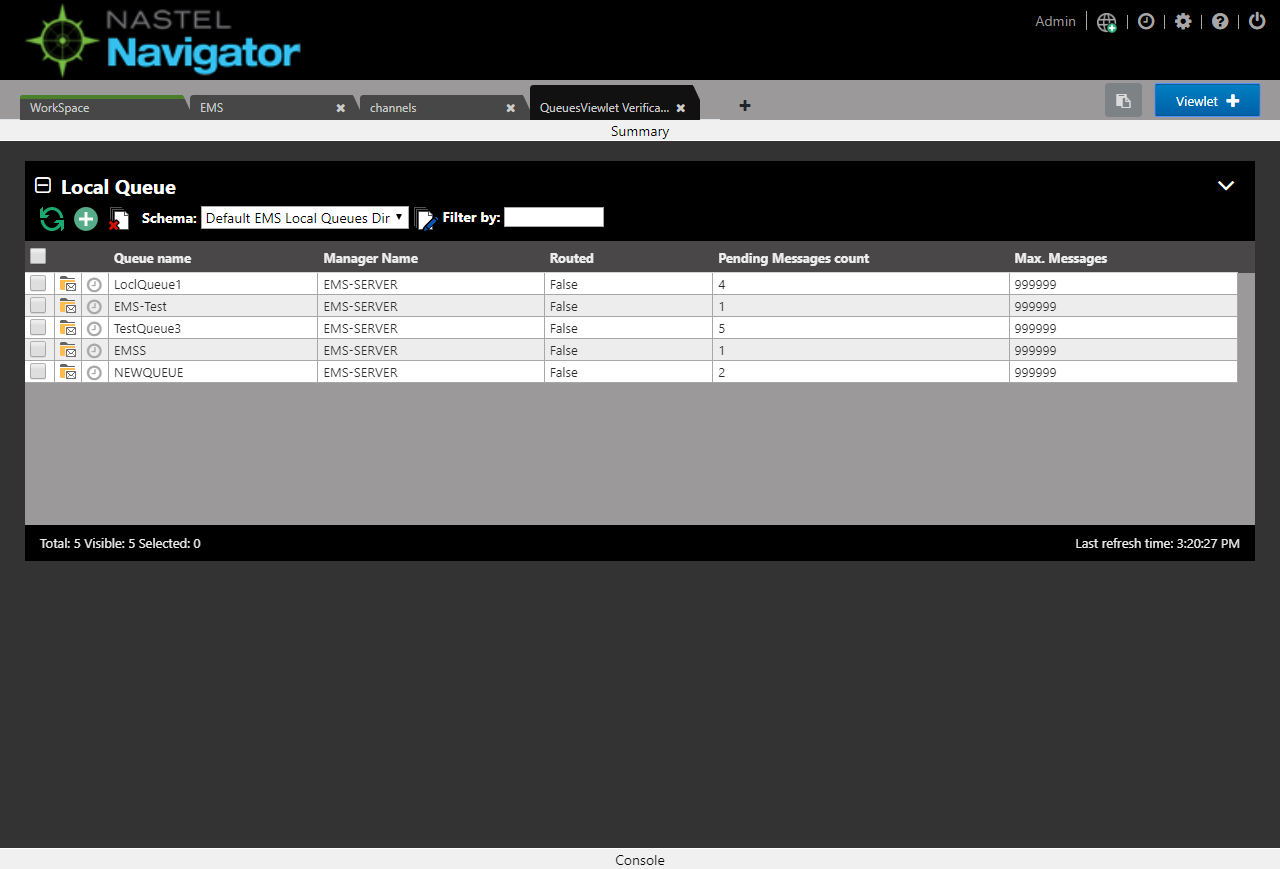 NASTEL
Navigator
Admin
WorkSpace EMS channels QueuesViewlet Verifica... Viewlet
Summary
Local Queue
Schema: Default EMS Local Queues Dir Filter by:
Queue name Manager Name Routed Pending Messages count Max. Messages
LoclQueue1 EMS-SERVER False 4 999999
EMS-Test EMS-SERVER False 1 999999
TestQueue3 EMS-SERVER False 5 999999
EMSS EMS-SERVER False 1 999999
NEWQUEUE EMS-SERVER False 2 999999
Total: 5 Visible: 5 Selected: 0 Last refresh time: 3:20:27 PM
Console